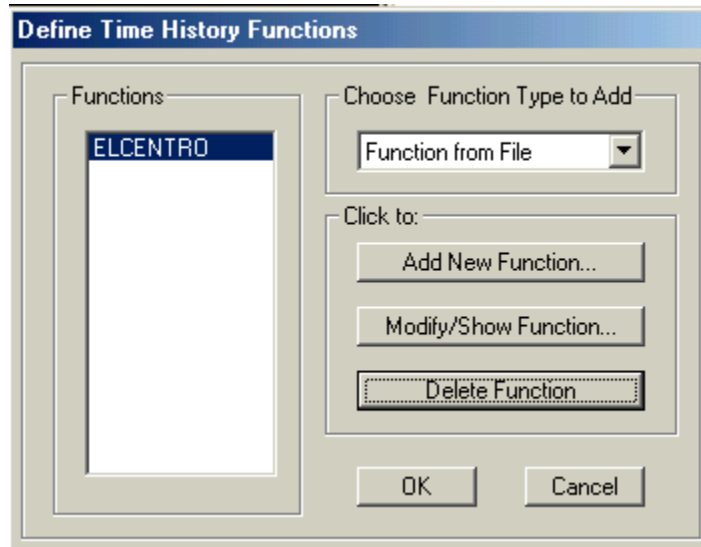 Define Time History Functions
Functions
ELCENTRO
Choose Function Type to Add
Function from File
Click to:
Add New Function...
Modify/Show Function...
Delete Function
OK
Cancel